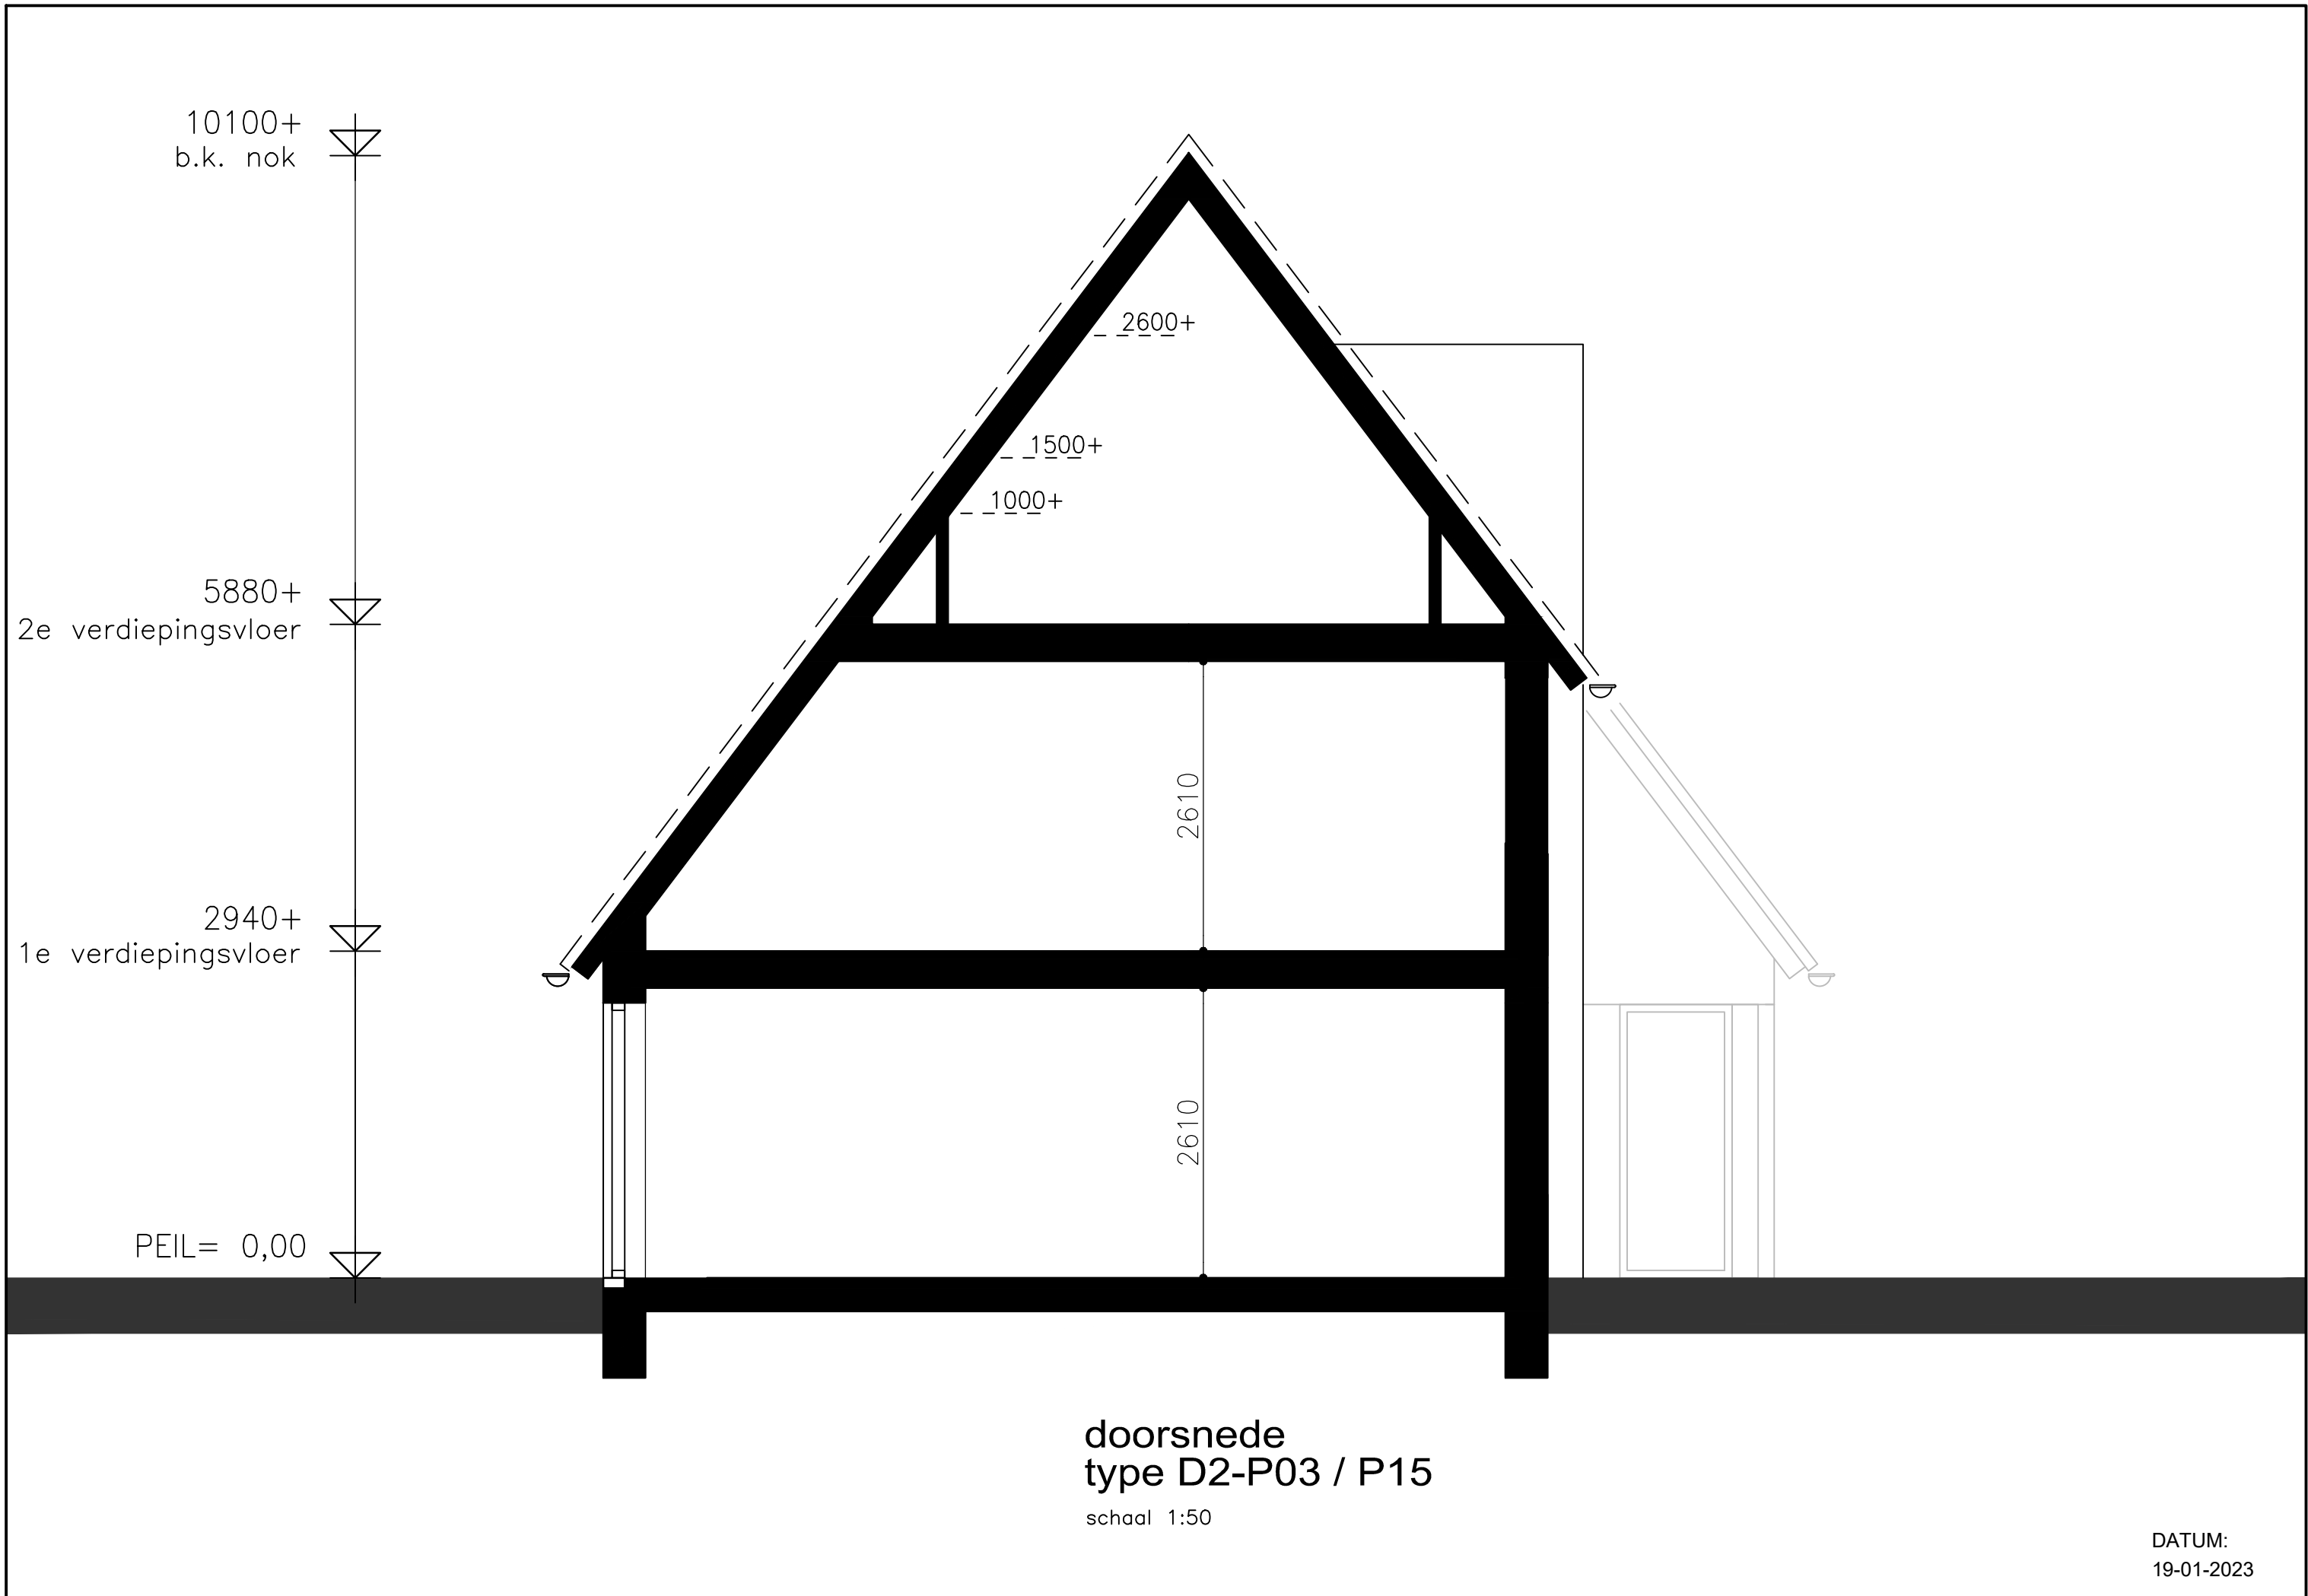 10100+
b.k. nok
2600+
1500+
1000+
5880+
2e verdiepingsvloer
2610
2940+
1e verdiepingsvloer
2610
PEIL= 0,00
doorsnede
type D2-P03 / P15
schaal 1:50
DATUM:
19-01-2023